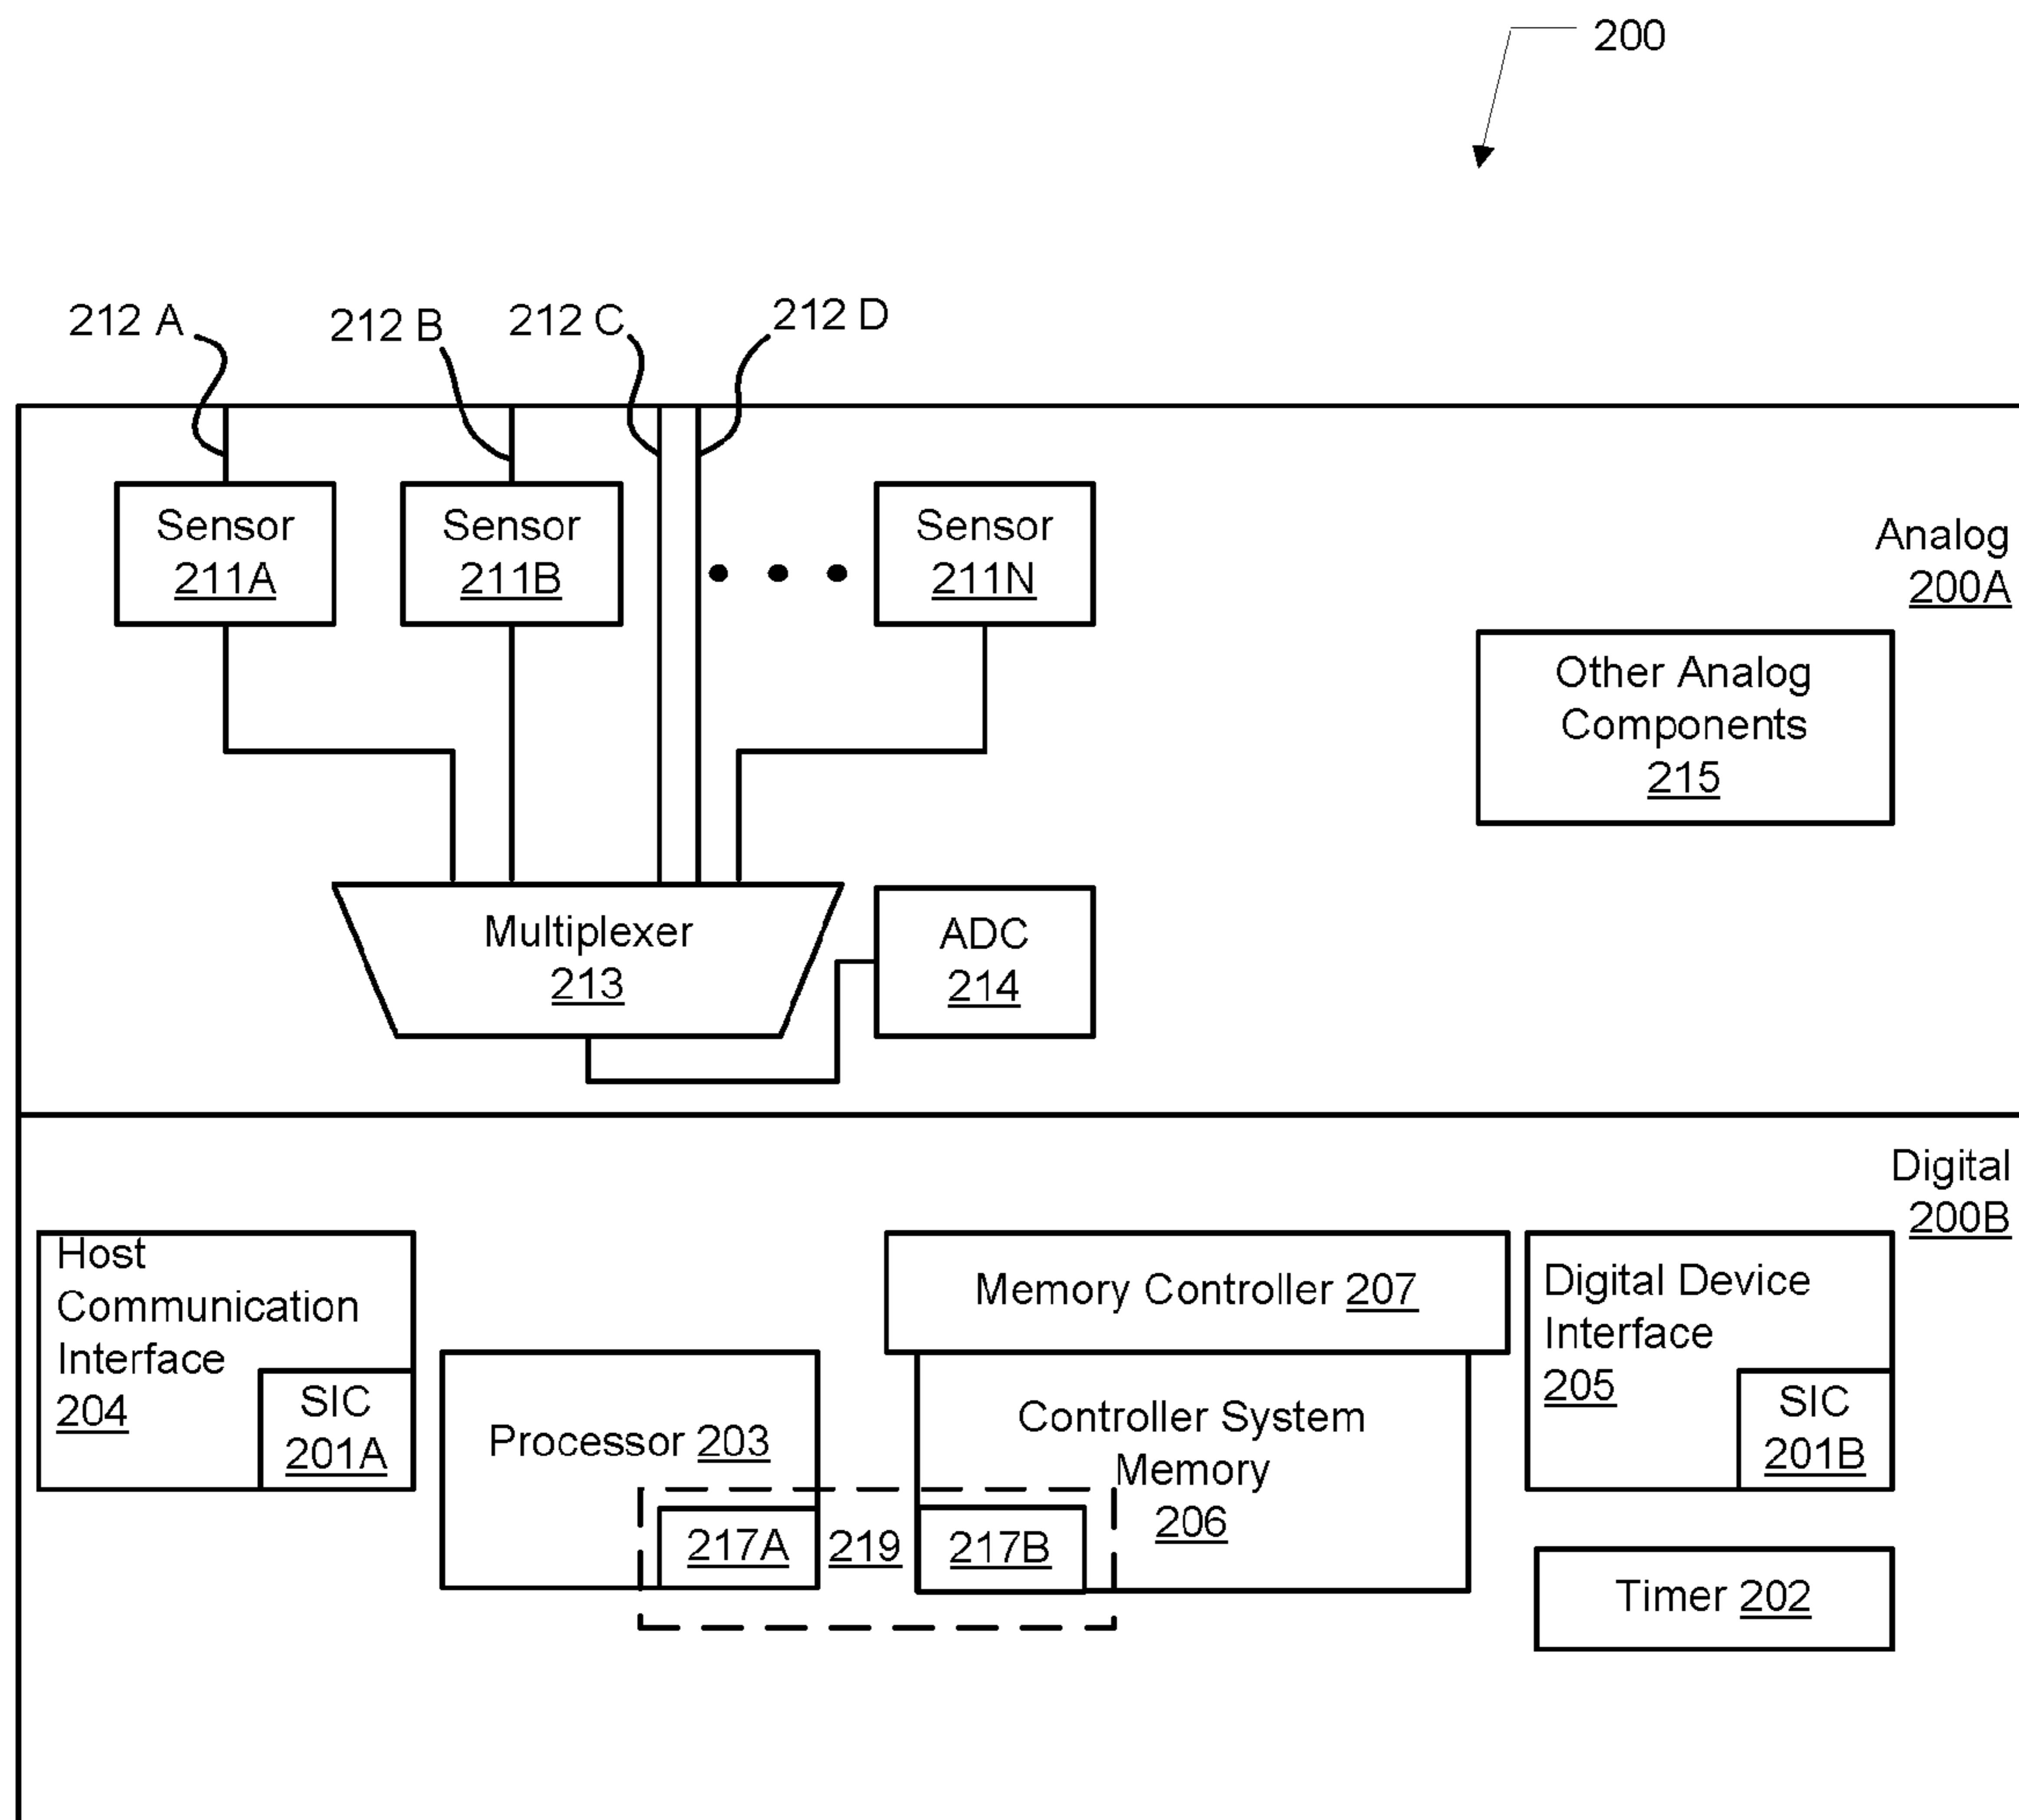 200
212 A
212 B
212 C
212 D
Sensor
211A
Sensor
211B
Sensor
211N
Analog
200A
Other Analog
Components
215
Multiplexer
213
ADC
214
Digital
200B
Host
Communication
Interface
204
SIC
201A
Processor 203
217A
219
Memory Controller 207
Controller System
Memory
206
217B
Digital Device
Interface
205
SIC
201B
Timer 202